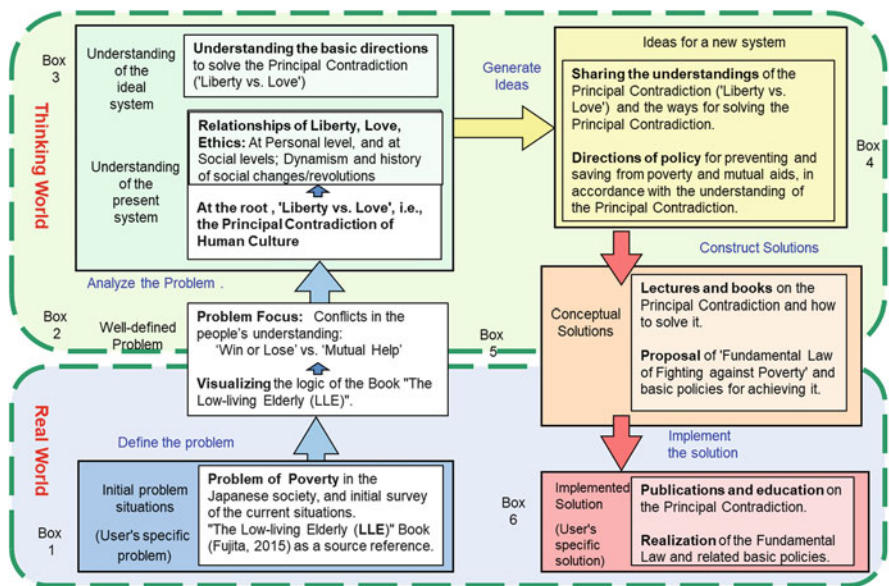 Thinking World
Box
3
Understanding
of the
ideal
system
Understanding the basic directions
to solve the Principal Contradiction
('Liberty vs. Love')
Understanding
of the
present
system
Relationships of Liberty, Love,
Ethics: At Personal level, and at
Social levels; Dynamism and history
of social changes/revolutions
At the root , 'Liberty vs. Love', i.e.,
the Principal Contradiction of
Human Culture
Generate
Ideas
Ideas for a new system
Sharing the understandings of the
Principal Contradiction ('Liberty vs.
Love') and the ways for solving the
Principal Contradiction.
Directions of policy for preventing and
saving from poverty and mutual aids, in
accordance with the understanding of
the Principal Contradiction.
Box
4
Analyze the Problem .
Construct Solutions
Box
2
Well-defined
Problem
Problem Focus: Conflicts in the
people's understanding:
'Win or Lose' vs. 'Mutual Help'
Visualizing the logic of the Book "The
Low-living Elderly (LLE)".
Box
5
Conceptual
Solutions
Lectures and books on the
Principal Contradiction and how
to solve it.
Proposal of 'Fundamental Law
of Fighting against Poverty' and
basic policies for achieving it.
Real World
Define the problem
Implement
the solution
Box
1
Initial problem
situations
(User's specific
problem)
Problem of Poverty in the
Japanese society, and initial survey
of the current situations.
"The Low-living Elderly (LLE)" Book
(Fujita, 2015) as a source reference.
Box
6
Implemented
Solution
(User's
specific
solution)
Publications and education on
the Principal Contradiction.
Realization of the Fundamental
Law and related basic policies.